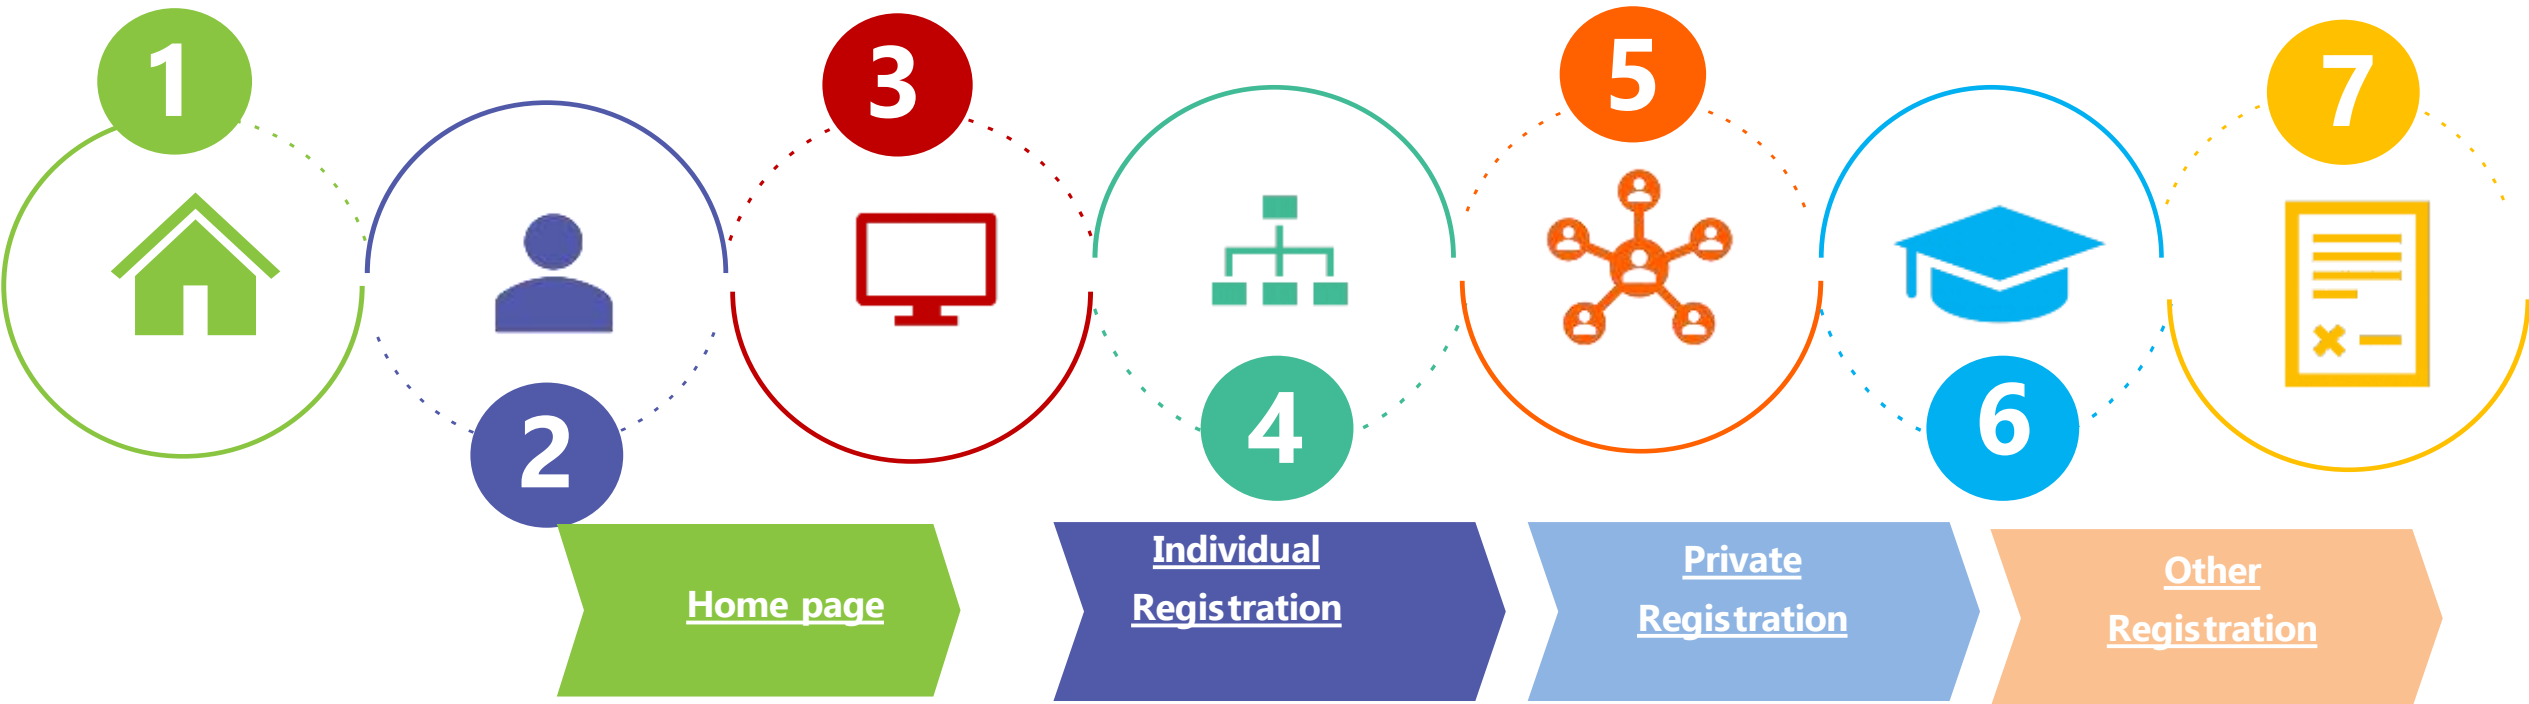 1
2
3
4
5
6
7
Home page
Individual
Registration
Private
Registration
Other
Registration